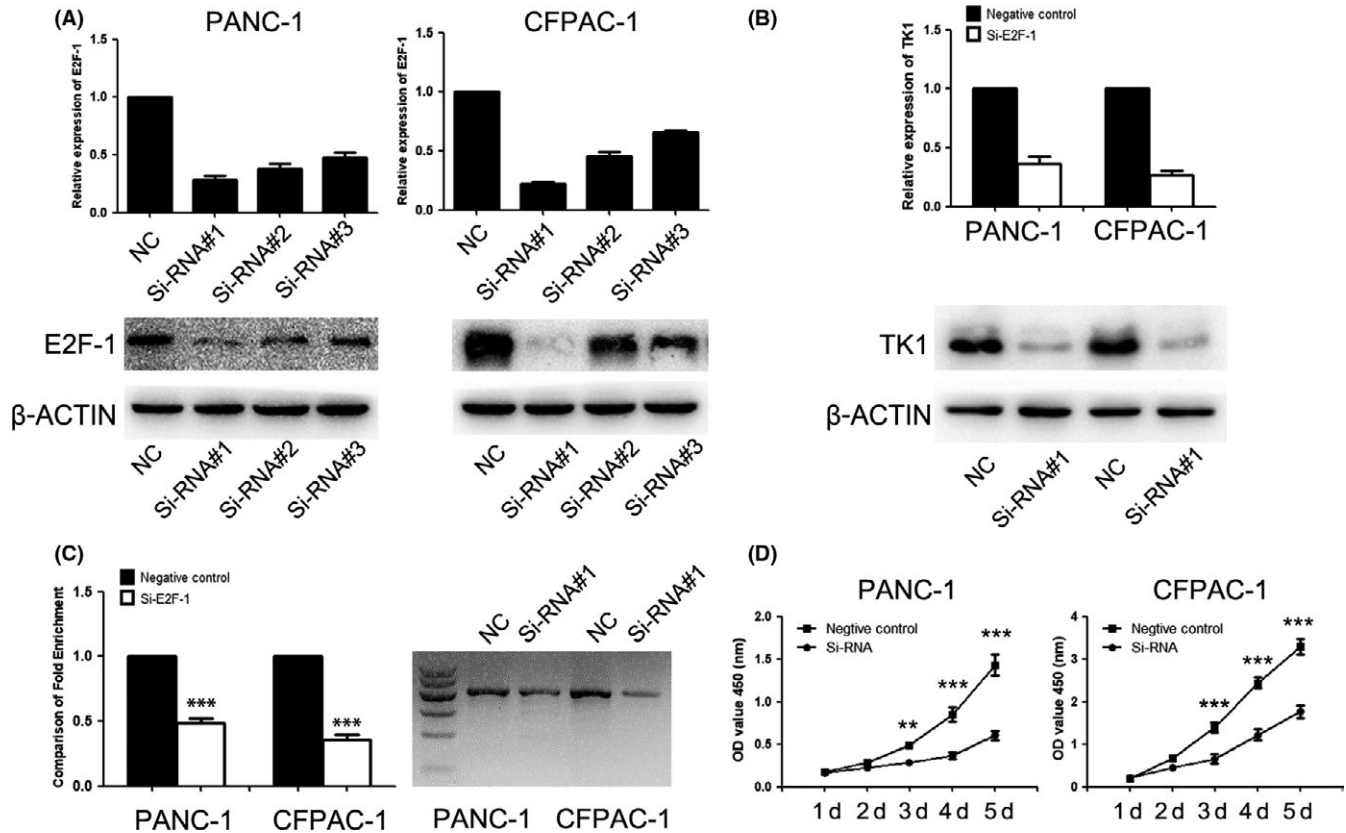 (A)
PANC-1
CFPAC-1
Relative expression of E2F-1
1.5
1.0
0.5
0.0
NC
Si-RNA#1
Si-RNA#2
Si-RNA#3
Relative expression of E2F-1
1.5
1.0
0.5
0.0
NC
Si-RNA#1
Si-RNA#2
Si-RNA#3
E2F-1
β-ACTIN
NC
Si-RNA#1
Si-RNA#2
Si-RNA#3
NC
Si-RNA#1
Si-RNA#2
Si-RNA#3
(B)
Negative control
Si-E2F-1
Relative expression of TK1
1.5
1.0
0.5
0.0
PANC-1
CFPAC-1
TK1
β-ACTIN
NC
Si-RNA#1
NC
Si-RNA#1
(C)
Negative control
Si-E2F-1
Comparison of Fold Enrichment
1.5
1.0
0.5
0.0
***
***
PANC-1
CFPAC-1
NC
Si-RNA#1
NC
Si-RNA#1
PANC-1
CFPAC-1
(D)
PANC-1
Negtive control
Si-RNA
OD value 450 (nm)
2.0
1.5
1.0
0.5
0.0
**
***
***
1 d 2 d 3 d 4 d 5 d
CFPAC-1
Negtive control
Si-RNA
OD value 450 (nm)
4
3
2
1
0
***
***
***
1 d 2 d 3 d 4 d 5 d